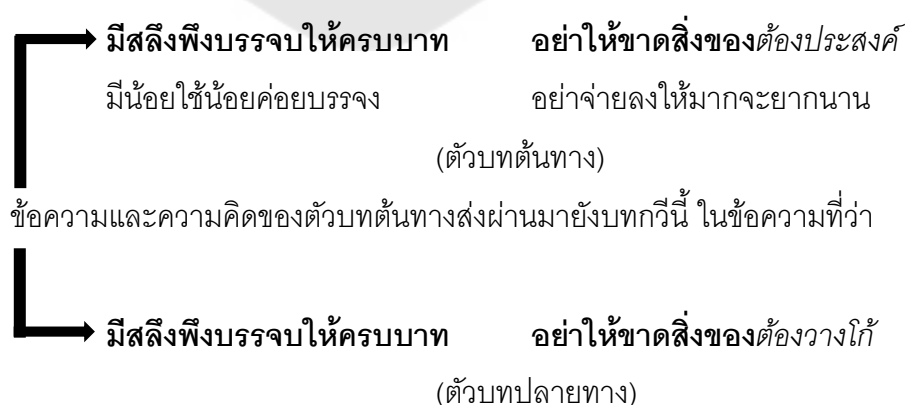 มีสลึงพึงบรรจบให้ครบบาท อย่าให้ขาดสิ่งของต้องประสงค์
มีน้อยใช้น้อยค่อยบรรจง อย่าจ่ายลงให้มากจะยากนาน
(ตัวบทต้นทาง)
ข้อความและความคิดของตัวบทต้นทางส่งผ่านมายังบทกวีนี้ ในข้อความที่ว่า
มีสลึงพึงบรรจบให้ครบบาท อย่าให้ขาดสิ่งของต้องวางโก้
(ตัวบทปลายทาง)